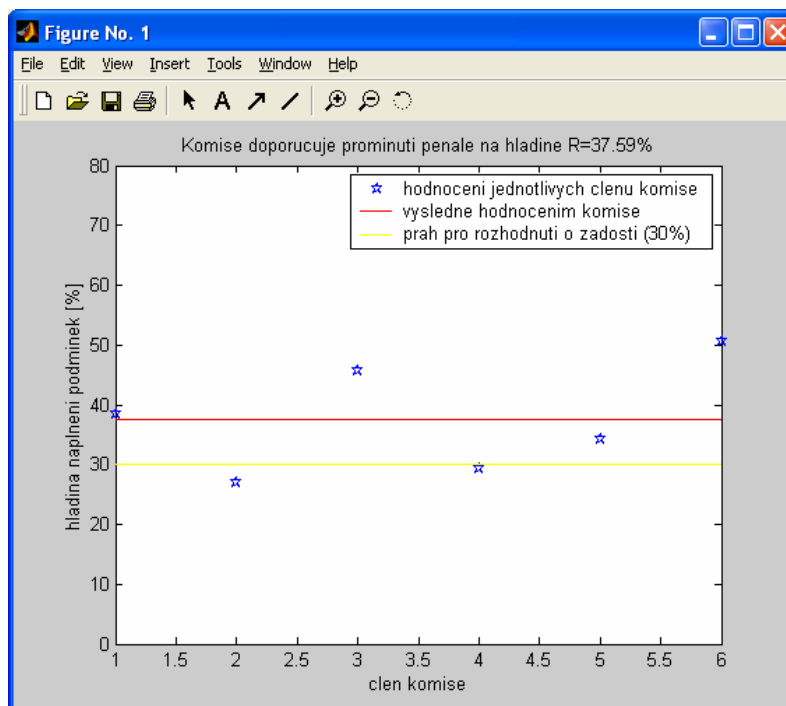 Figure No. 1
File Edit View Insert Tools Window Help
A
Komise doporucuje prominuti penale na hladine R=37.59%
hodnoceni jednotlivych clenu komise
vysledne hodnocenim komise
prah pro rozhodnuti o zadosti (30%)
hladina naplneni podminek [%]
80
70
60
50
40
30
20
10
0
1 1.5 2 2.5 3 3.5 4 4.5 5 5.5 6
clen komise